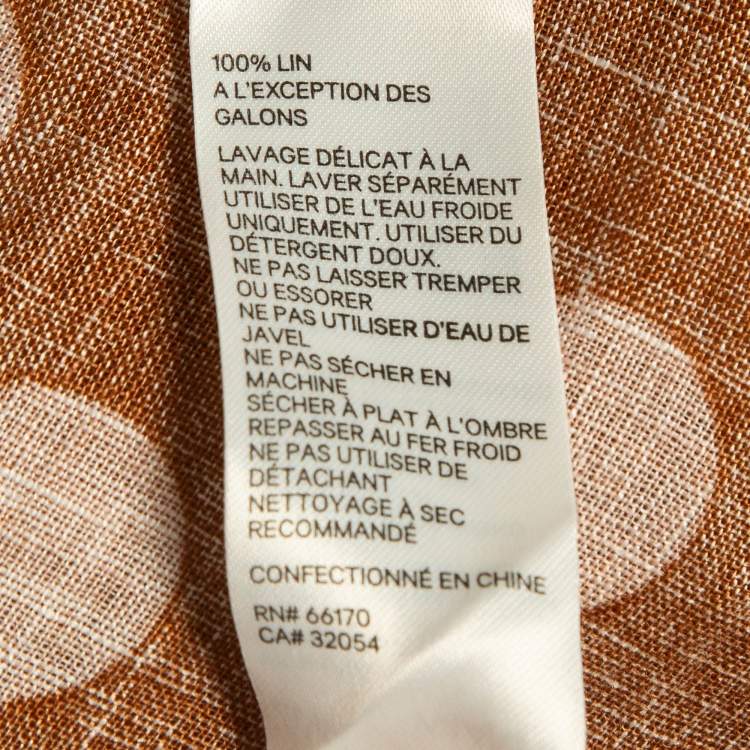 100% LIN
A L'EXCEPTION DES
GALONS
LAVAGE DÉLICAT À LA
MAIN. LAVER SÉPARÉMENT
UTILISER DE L'EAU FROIDE
UNIQUEMENT. UTILISER DU
DÉTERGENT DOUX.
NE PAS LAISSER TREMPER
OU ESSORER
NE PAS UTILISER D'EAU DE
JAVEL
NE PAS SÉCHER EN
MACHINE
SÉCHER À PLAT À L'OMBRE
REPASSER AU FER FROID
NE PAS UTILISER DE
DÉTACHANT
NETTOYAGE À SEC
RECOMMANDÉ
CONFECTIONNÉ EN CHINE
RN# 66170
CA# 32054